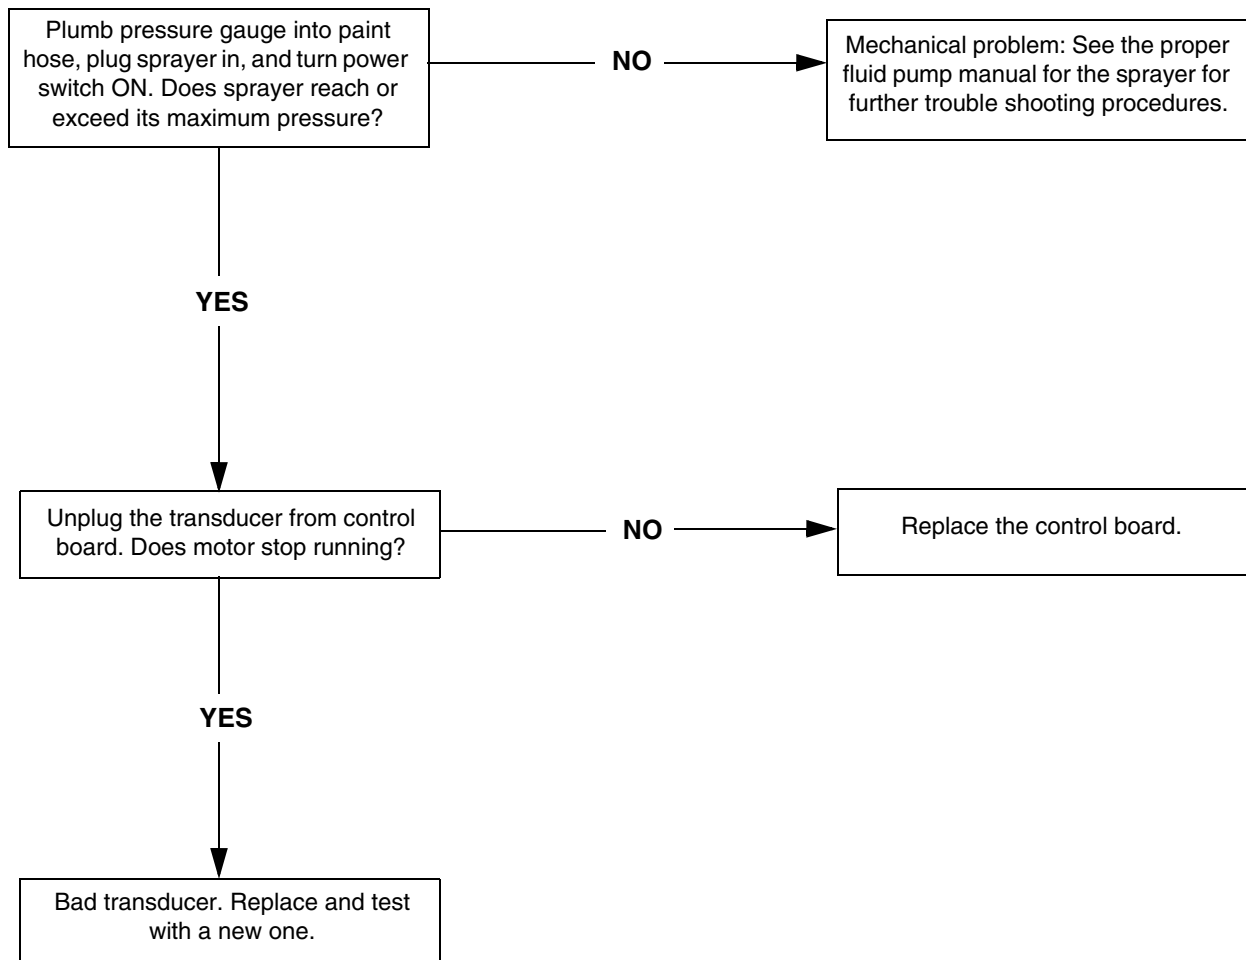 Plumb pressure gauge into paint
hose, plug sprayer in, and turn power
switch ON. Does sprayer reach or
exceed its maximum pressure?
NO
Mechanical problem: See the proper
fluid pump manual for the sprayer for
further trouble shooting procedures.
YES
Unplug the transducer from control
board. Does motor stop running?
NO
Replace the control board.
YES
Bad transducer. Replace and test
with a new one.